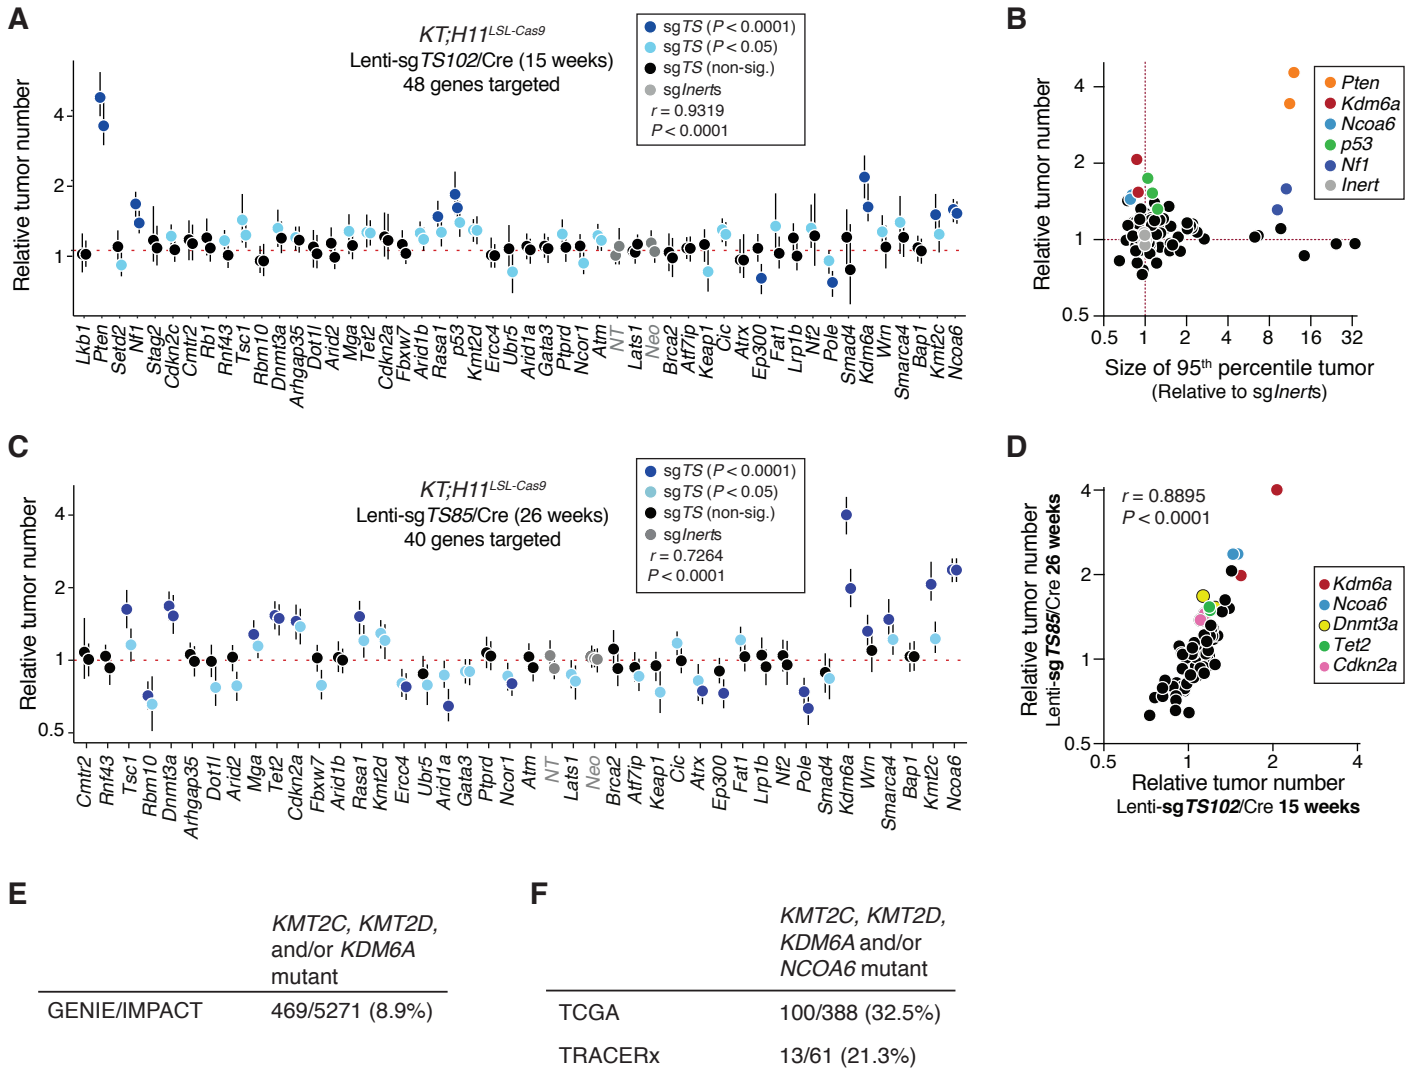 A
KT;H11^LSL-Cas9
Lenti-sgTS102/Cre (15 weeks)
48 genes targeted
sgTS (P < 0.0001)
sgTS (P < 0.05)
sgTS (non-sig.)
sgInerts
r = 0.9319
P < 0.0001
Relative tumor number
4
2
1
Lkb1
Pten
Setd2
Nf1
Stag2
Cdkn2c
Cmtr2
Rb1
Rnf43
Tsc1
Rbm10
Dnmt3a
Arhgap35
Dot1l
Arid2
Mga
Tet2
Cdkn2a
Fbxw7
Arid1b
Rasa1
p53
Kmt2d
Ercc4
Ubr5
Arid1a
Gata3
Ptprd
Ncor1
Atm
NT
Lats1
Neo
Brca2
Atf7ip
Keap1
Cic
Atrx
Ep300
Fat1
Lrp1b
Nf2
Pole
Smad4
Kdm6a
Wrn
Smarca4
Bap1
Kmt2c
Ncoa6
B
Relative tumor number
4
2
1
0.5
0.5
1
2
4
8
16
32
Size of 95th percentile tumor
(Relative to sgInerts)
Pten
Kdm6a
Ncoa6
p53
Nf1
Inert
C
KT;H11^LSL-Cas9
Lenti-sgTS85/Cre (26 weeks)
40 genes targeted
sgTS (P < 0.0001)
sgTS (P < 0.05)
sgTS (non-sig.)
sgInerts
r = 0.7264
P < 0.0001
Relative tumor number
4
2
1
0.5
Cmtr2
Rnf43
Tsc1
Rbm10
Dnmt3a
Arhgap35
Dot1l
Arid2
Mga
Tet2
Cdkn2a
Fbxw7
Arid1b
Rasa1
Kmt2d
Ercc4
Ubr5
Arid1a
Gata3
Ptprd
Ncor1
Atm
NT
Lats1
Neo
Brca2
Atf7ip
Keap1
Cic
Atrx
Ep300
Fat1
Lrp1b
Nf2
Pole
Smad4
Kdm6a
Wrn
Smarca4
Bap1
Kmt2c
Ncoa6
D
Relative tumor number
Lenti-sgTS85/Cre 26 weeks
4
2
1
0.5
r = 0.8895
P < 0.0001
Kdm6a
Ncoa6
Dnmt3a
Tet2
Cdkn2a
0.5
1
2
4
Relative tumor number
Lenti-sgTS102/Cre 15 weeks
E
KMT2C, KMT2D,
and/or KDM6A
mutant
GENIE/IMPACT 469/5271 (8.9%)
F
KMT2C, KMT2D,
KDM6A and/or
NCOA6 mutant
TCGA 100/388 (32.5%)
TRACERx 13/61 (21.3%)